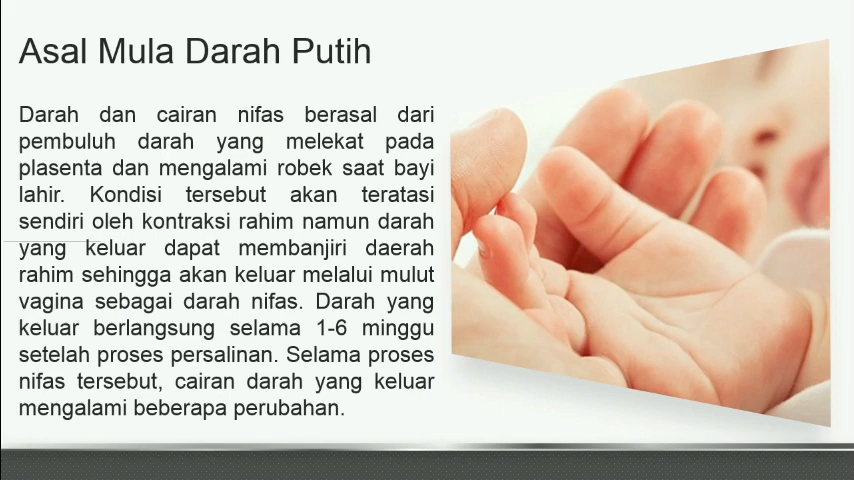 Asal Mula Darah Putih
Darah dan cairan nifas berasal dari
pembuluh darah yang melekat pada
plasenta dan mengalami robek saat bayi
lahir. Kondisi tersebut akan teratasi
sendiri oleh kontraksi rahim namun darah
yang keluar dapat membanjiri daerah
rahim sehingga akan keluar melalui mulut
vagina sebagai darah nifas. Darah yang
keluar berlangsung selama 1-6 minggu
setelah proses persalinan. Selama proses
nifas tersebut, cairan darah yang keluar
mengalami beberapa perubahan.